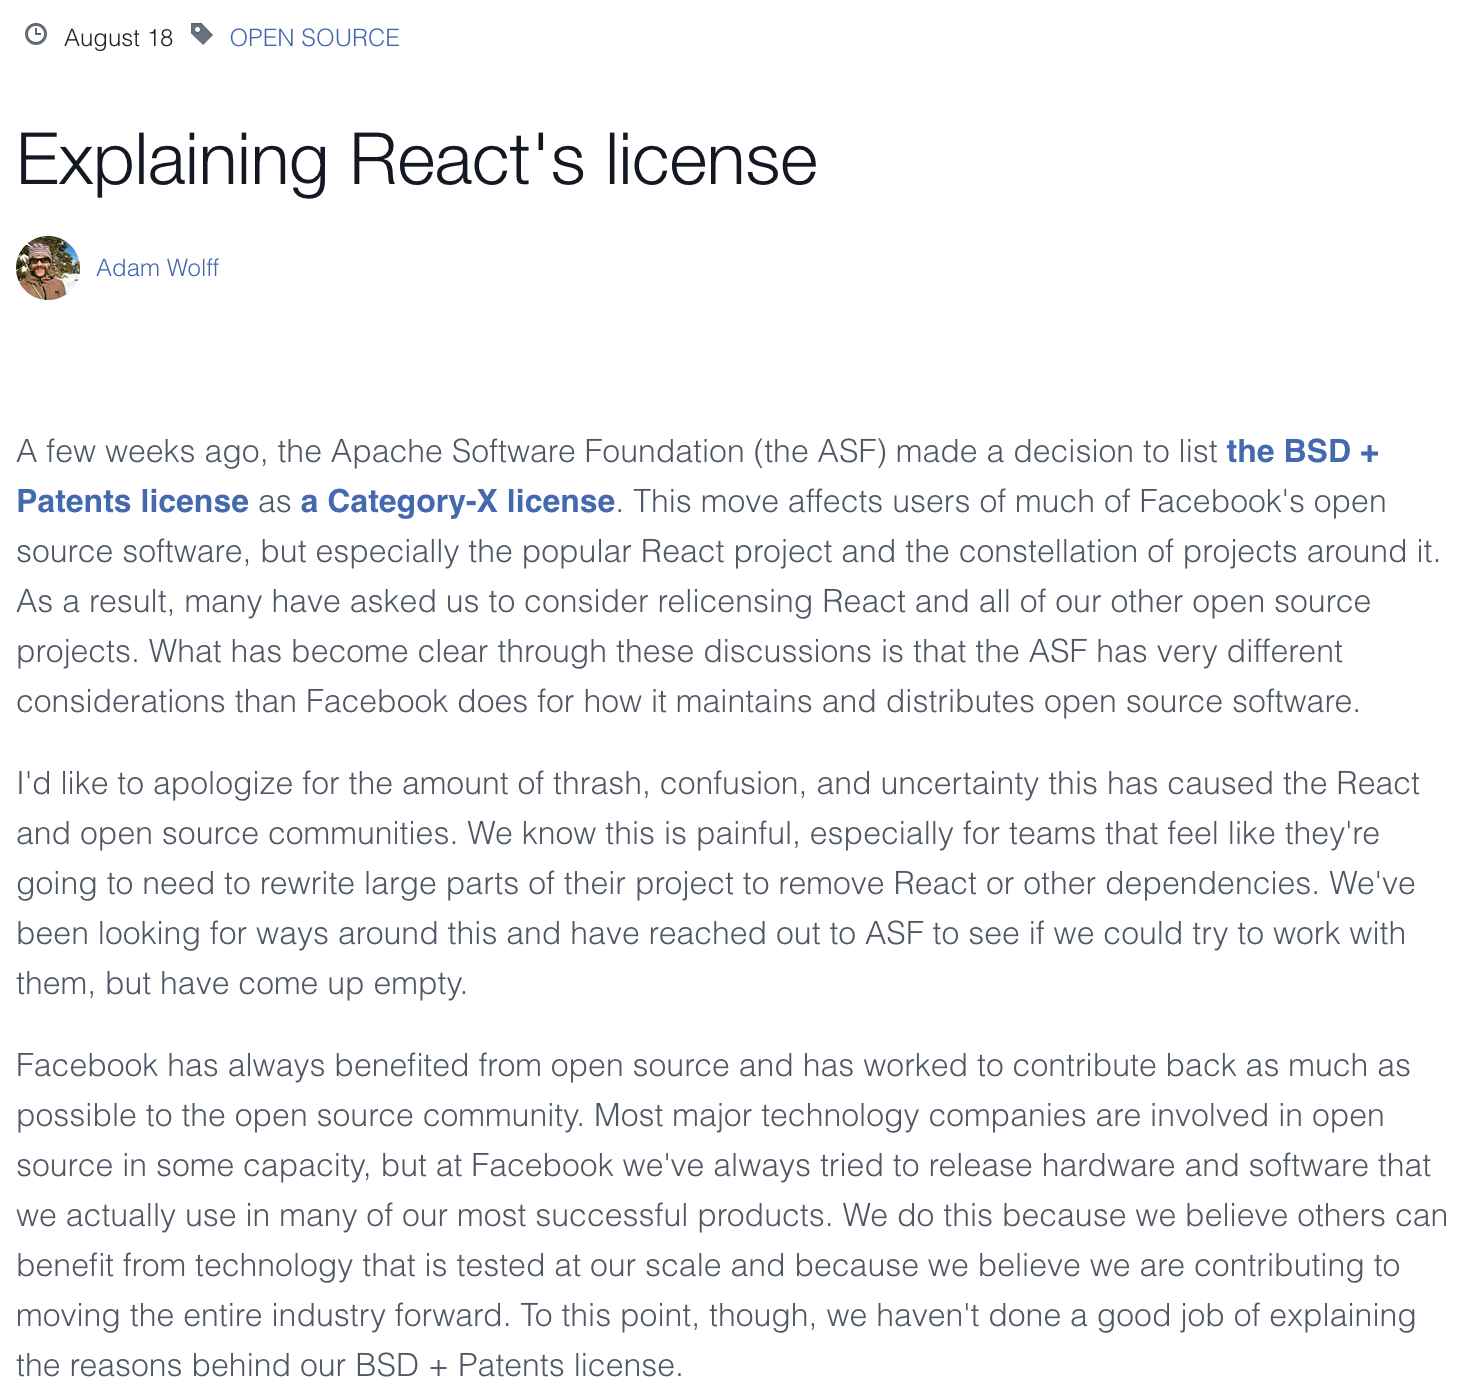 August 18 OPEN SOURCE
Explaining React's license
Adam Wolff
A few weeks ago, the Apache Software Foundation (the ASF) made a decision to list the BSD +
Patents license as a Category-X license. This move affects users of much of Facebook's open
source software, but especially the popular React project and the constellation of projects around it.
As a result, many have asked us to consider relicensing React and all of our other open source
projects. What has become clear through these discussions is that the ASF has very different
considerations than Facebook does for how it maintains and distributes open source software.
I'd like to apologize for the amount of thrash, confusion, and uncertainty this has caused the React
and open source communities. We know this is painful, especially for teams that feel like they're
going to need to rewrite large parts of their project to remove React or other dependencies. We've
been looking for ways around this and have reached out to ASF to see if we could try to work with
them, but have come up empty.
Facebook has always benefited from open source and has worked to contribute back as much as
possible to the open source community. Most major technology companies are involved in open
source in some capacity, but at Facebook we've always tried to release hardware and software that
we actually use in many of our most successful products. We do this because we believe others can
benefit from technology that is tested at our scale and because we believe we are contributing to
moving the entire industry forward. To this point, though, we haven't done a good job of explaining
the reasons behind our BSD + Patents license.